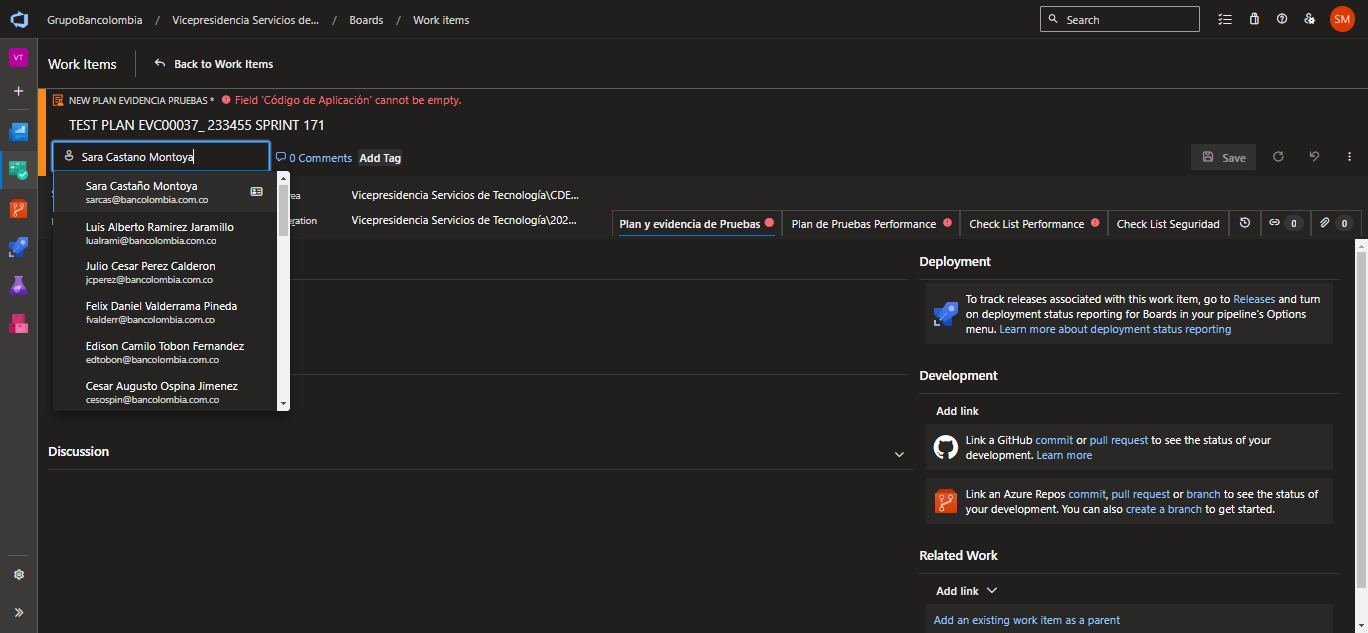 GrupoBancolombia / Vicepresidencia Servicios de... / Boards / Work items
Search
SM
VT
Work Items
Back to Work Items
NEW PLAN EVIDENCIA PRUEBAS * Field 'Código de Aplicación' cannot be empty.
TEST PLAN EVC00037_ 233455 SPRINT 171
Sara Castano Montoya
0 Comments
Add Tag
Save
Sara Castaño Montoya
sarcas@bancolombia.com.co
Luis Alberto Ramirez Jaramillo
lualrami@bancolombia.com.co
Julio Cesar Perez Calderon
jcperez@bancolombia.com.co
Felix Daniel Valderrama Pineda
fvalderr@bancolombia.com.co
Edison Camilo Tobon Fernandez
edtobon@bancolombia.com.co
Cesar Augusto Ospina Jimenez
cesospin@bancolombia.com.co
rea Vicepresidencia Servicios de Tecnología\CDE...
eration Vicepresidencia Servicios de Tecnología\202...
Plan y evidencia de Pruebas
Plan de Pruebas Performance
Check List Performance
Check List Seguridad
0
0
Discussion
Deployment
To track releases associated with this work item, go to Releases and turn
on deployment status reporting for Boards in your pipeline's Options
menu. Learn more about deployment status reporting
Development
Add link
Link a GitHub commit or pull request to see the status of your
development. Learn more
Link an Azure Repos commit, pull request or branch to see the status of
your development. You can also create a branch to get started.
Related Work
Add link
Add an existing work item as a parent